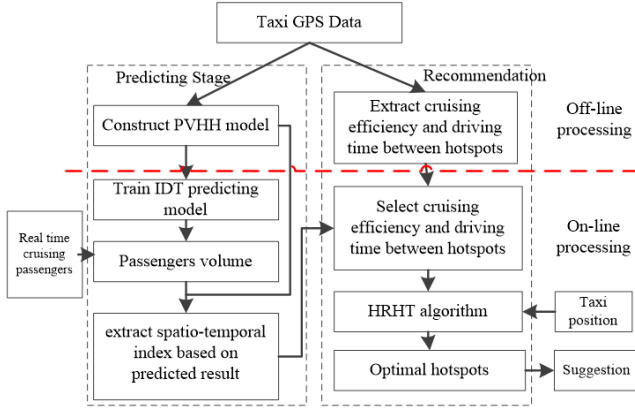 Taxi GPS Data
Predicting Stage
Recommendation
Construct PVHH model
Extract cruising
efficiency and driving
time between hotspots
Off-line
processing
Train IDT predicting
model
Select cruising
efficiency and driving
time between hotspots
On-line
processing
Real time
cruising
passengers
Passengers volume
HRHT algorithm
Taxi
position
extract spatio-temporal
index based on
predicted result
Optimal hotspots
Suggestion